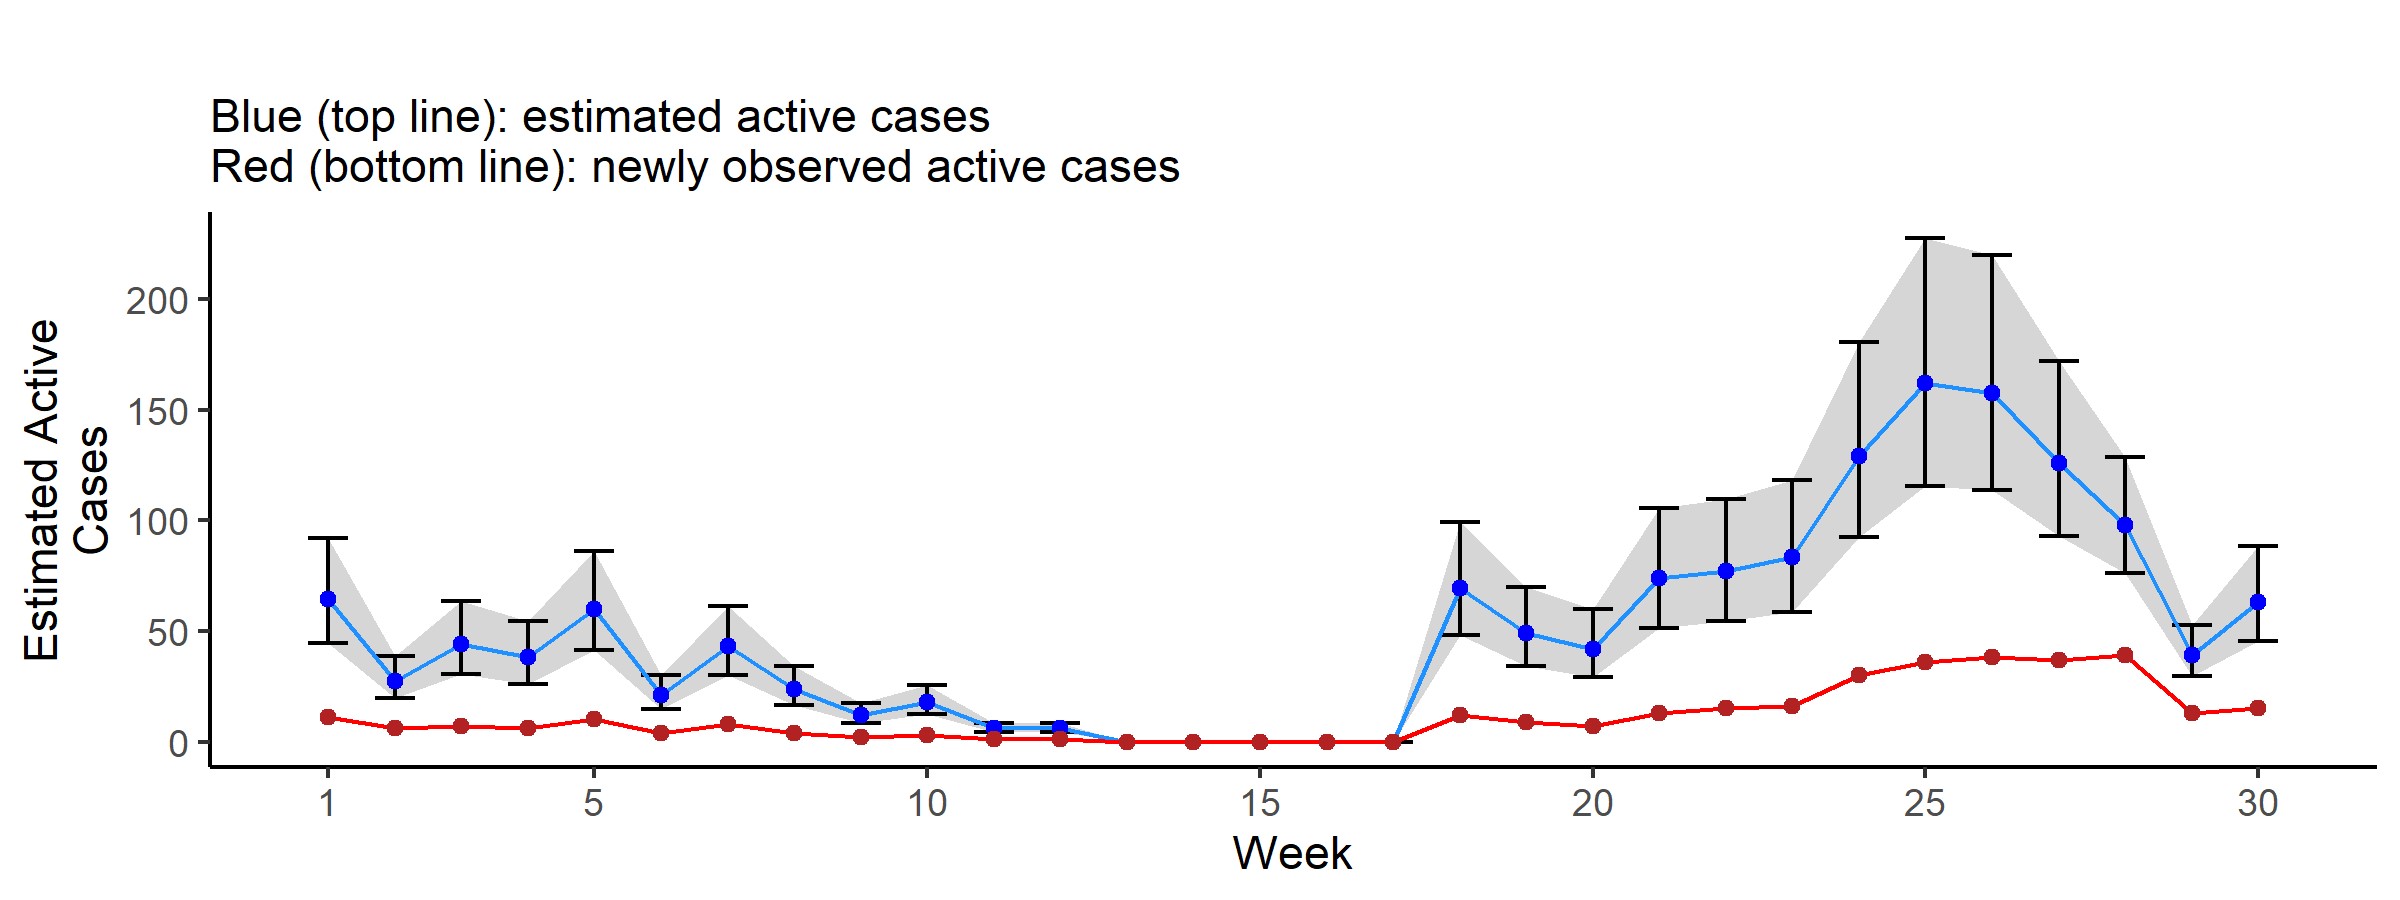 Blue (top line): estimated active cases
Red (bottom line): newly observed active cases
Estimated Active
Cases
200
150
100
50
0
1 5 10 15 20 25 30
Week